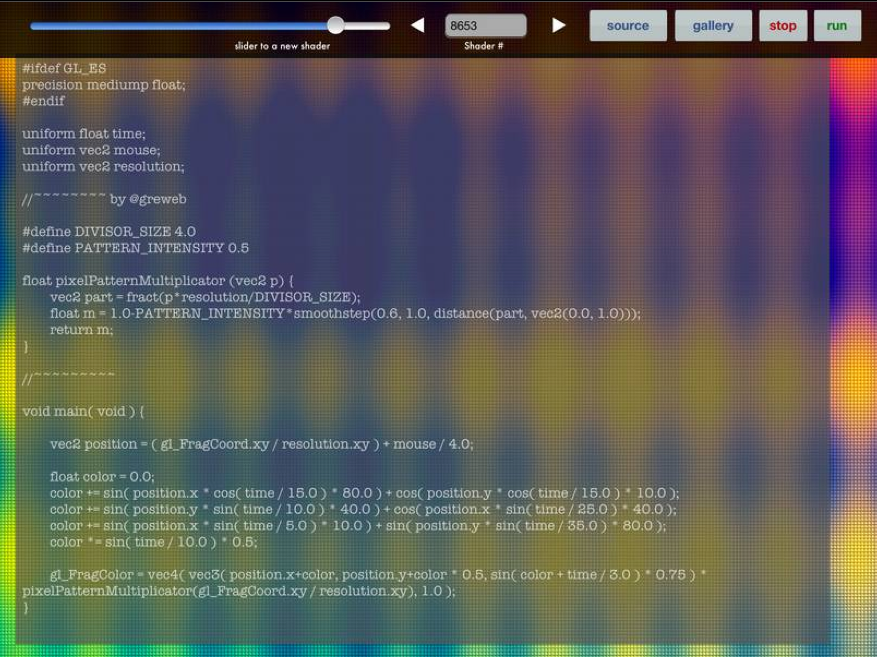 8653
source
gallery
stop
run
slider to a new shader
Shader #
#ifdef GL_ES
precision mediump float;
#endif
uniform float time;
uniform vec2 mouse;
uniform vec2 resolution;
//~~~~~~~~ by @greweb
#define DIVISOR_SIZE 4.0
#define PATTERN_INTENSITY 0.5
float pixelPatternMultiplicator (vec2 p) {
vec2 part = fract(p*resolution/DIVISOR_SIZE);
float m = 1.0-PATTERN_INTENSITY*smoothstep(0.6, 1.0, distance(part, vec2(0.0, 1.0)));
return m;
}
//~~~~~~~~~
void main( void ) {
vec2 position = ( gl_FragCoord.xy / resolution.xy ) + mouse / 4.0;
float color = 0.0;
color += sin( position.x * cos( time / 15.0 ) * 80.0 ) + cos( position.y * cos( time / 15.0 ) * 10.0 );
color += sin( position.y * sin( time / 10.0 ) * 40.0 ) + cos( position.x * sin( time / 25.0 ) * 40.0 );
color += sin( position.x * sin( time / 5.0 ) * 10.0 ) + sin( position.y * sin( time / 35.0 ) * 80.0 );
color *= sin( time / 10.0 ) * 0.5;
gl_FragColor = vec4( vec3( position.x+color, position.y+color * 0.5, sin( color + time / 3.0 ) * 0.75 ) *
pixelPatternMultiplicator(gl_FragCoord.xy / resolution.xy), 1.0 );
}